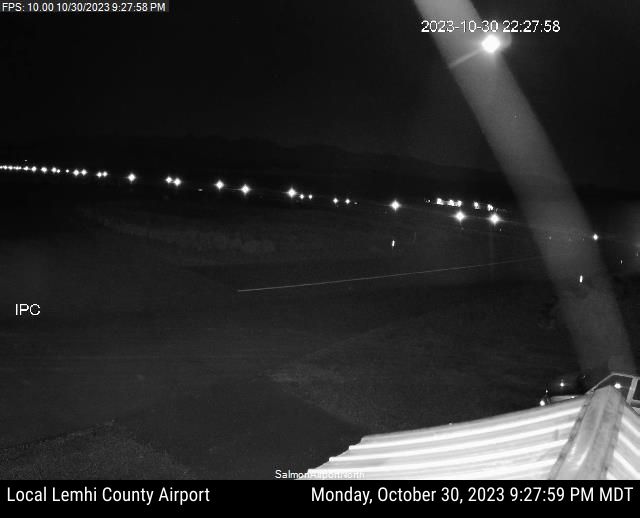 FPS: 10.00 10/30/2023 9:27:58 PM
2023-10-30 22:27:58
IPC
SalmonAirportnorth
Local Lemhi County Airport
Monday, October 30, 2023 9:27:59 PM MDT